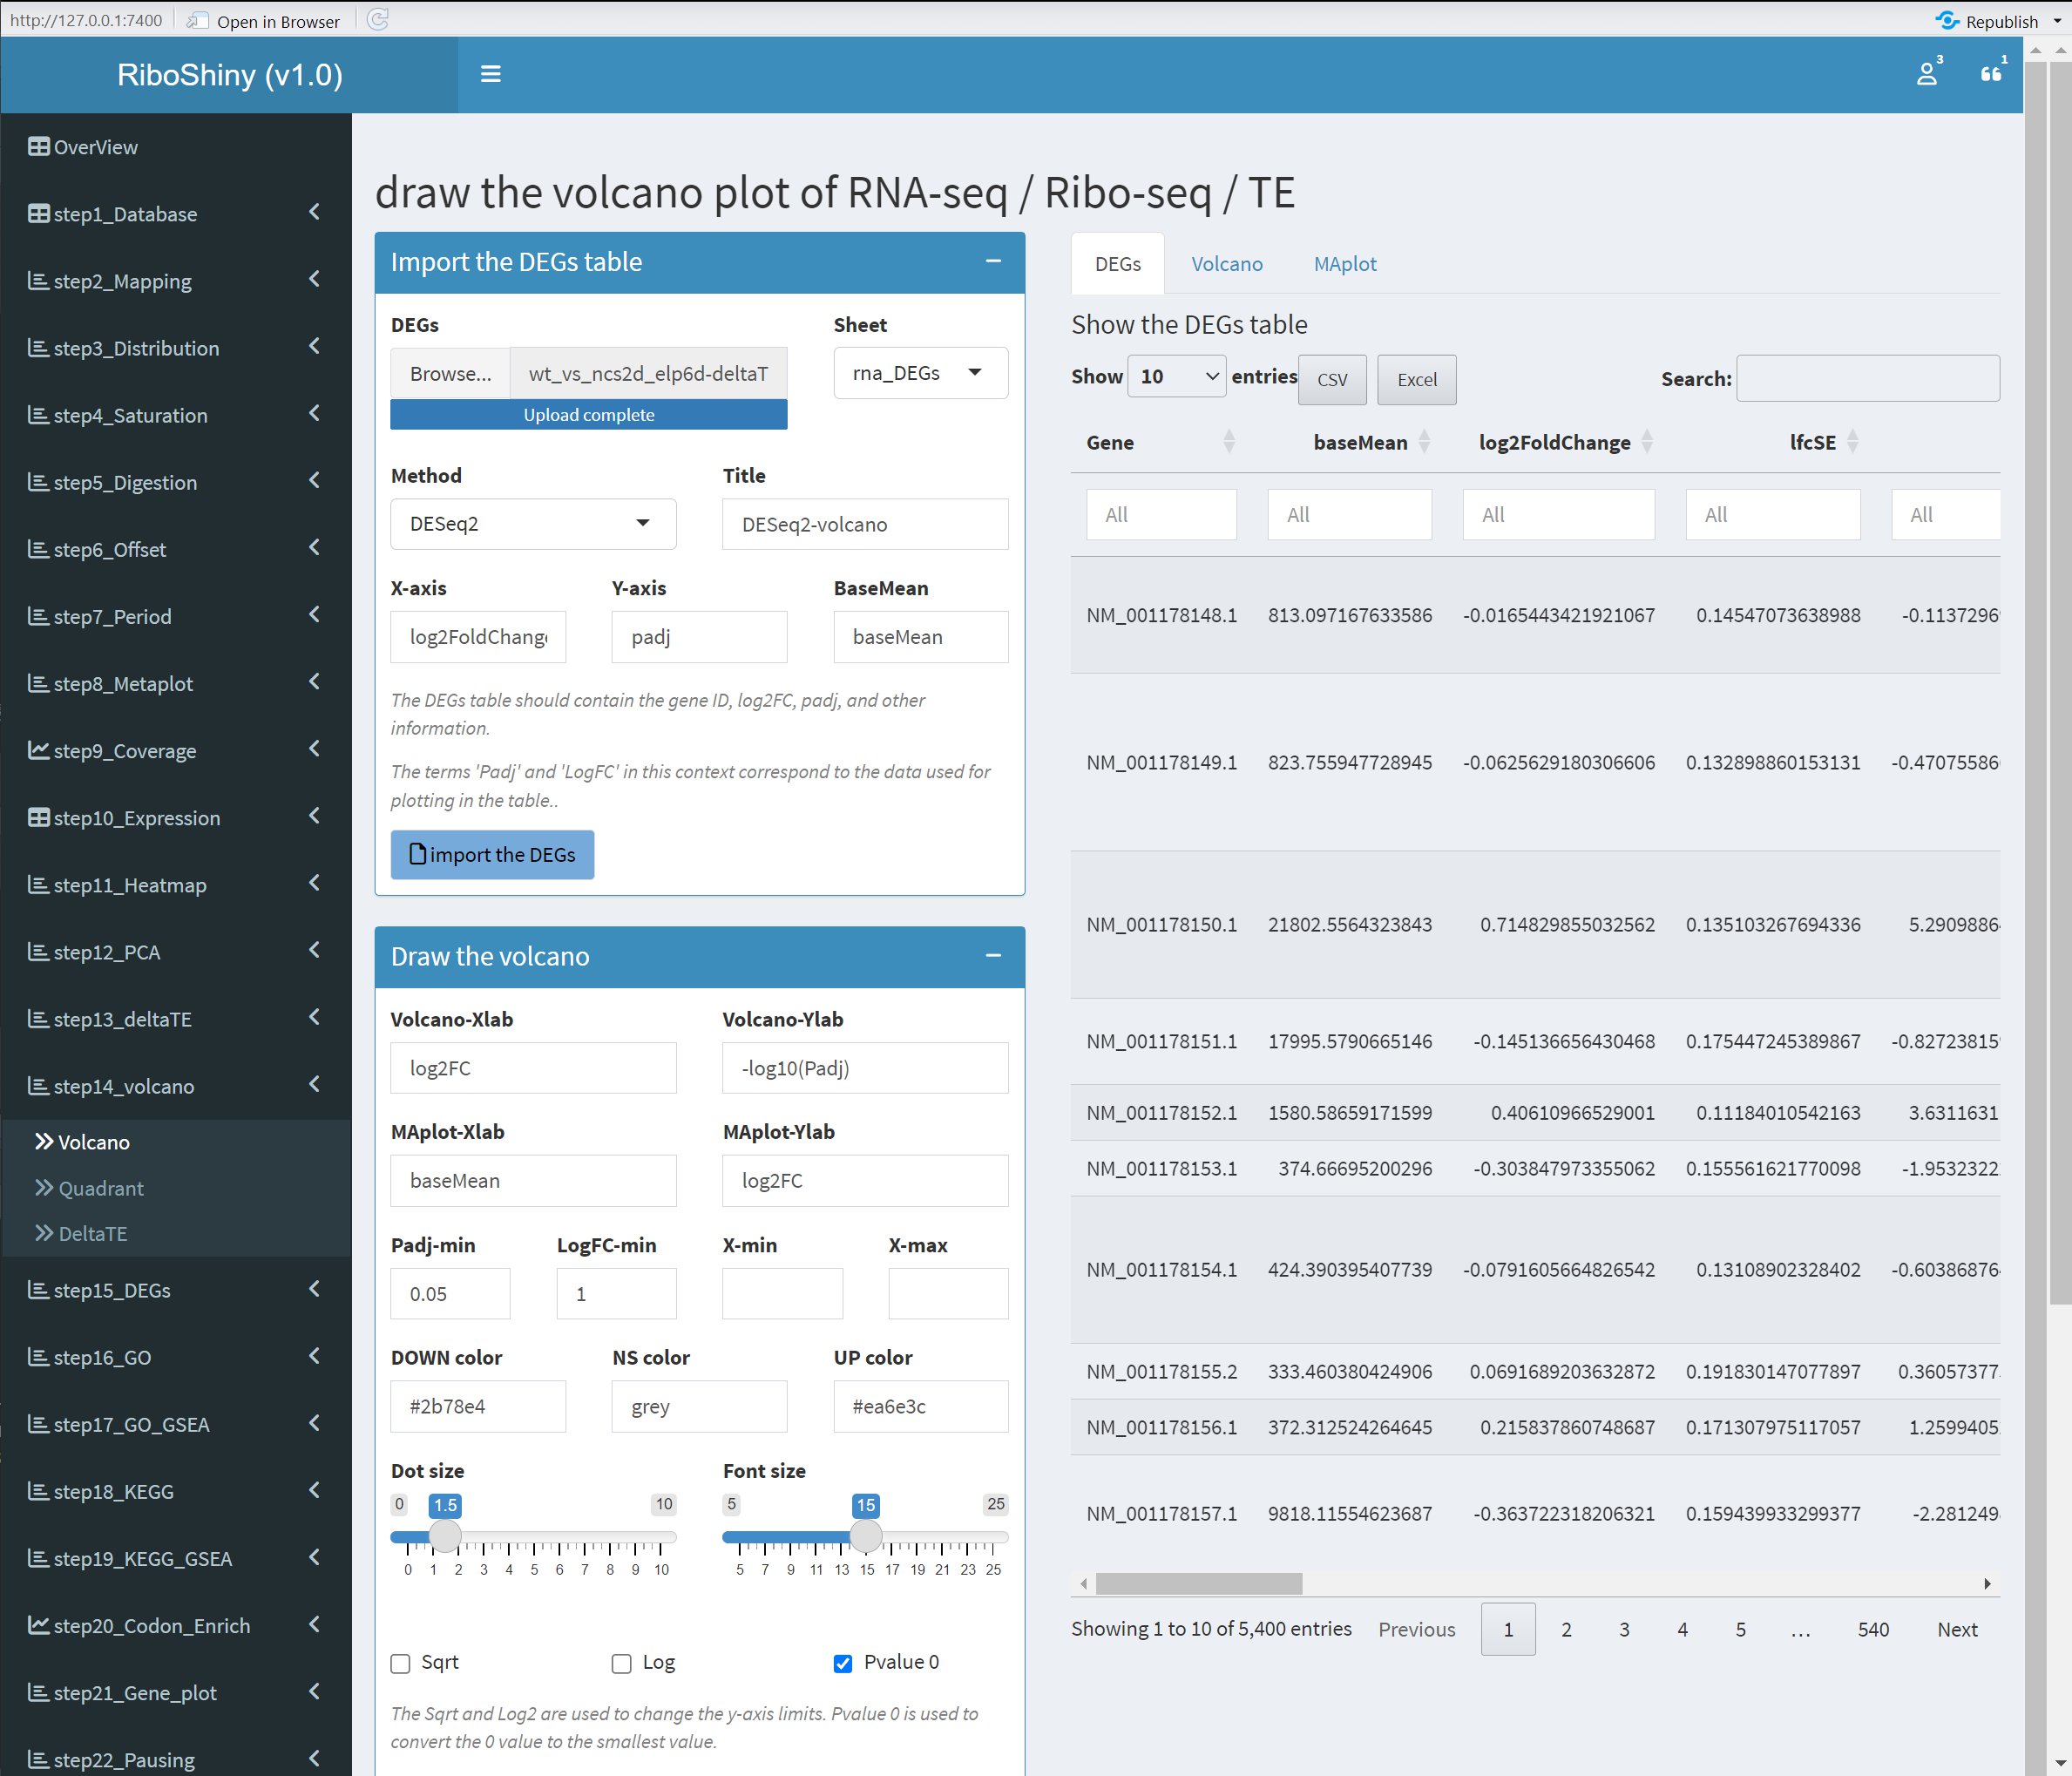 http://127.0.0.1:7400 Open in Browser Republish
RiboShiny (v1.0) 3 1
OverView
step1_Database
step2_Mapping
step3_Distribution
step4_Saturation
step5_Digestion
step6_Offset
step7_Period
step8_Metaplot
step9_Coverage
step10_Expression
step11_Heatmap
step12_PCA
step13_deltaTE
step14_volcano
Volcano
Quadrant
DeltaTE
step15_DEGs
step16_GO
step17_GO_GSEA
step18_KEGG
step19_KEGG_GSEA
step20_Codon_Enrich
step21_Gene_plot
step22_Pausing
draw the volcano plot of RNA-seq / Ribo-seq / TE
Import the DEGs table
DEGs Sheet
Browse... wt_vs_ncs2d_elp6d-deltaT rna_DEGs
Upload complete
Method Title
DESeq2 DESeq2-volcano
X-axis Y-axis BaseMean
log2FoldChange padj baseMean
The DEGs table should contain the gene ID, log2FC, padj, and other
information.
The terms 'Padj' and 'LogFC' in this context correspond to the data used for
plotting in the table..
import the DEGs
Draw the volcano
Volcano-Xlab Volcano-Ylab
log2FC -log10(Padj)
MAplot-Xlab MAplot-Ylab
baseMean log2FC
Padj-min LogFC-min X-min X-max
0.05 1
DOWN color NS color UP color
#2b78e4 grey #ea6e3c
Dot size Font size
0 1.5 10 5 15 25
0 1 2 3 4 5 6 7 8 9 10 5 7 9 11 13 15 17 19 21 23 25
Sqrt Log Pvalue 0
The Sqrt and Log2 are used to change the y-axis limits. Pvalue 0 is used to
convert the 0 value to the smallest value.
DEGs Volcano MAplot
Show the DEGs table
Show 10 entries CSV Excel Search:
Gene baseMean log2FoldChange lfcSE
All All All All All
NM_001178148.1 813.097167633586 -0.0165443421921067 0.14547073638988 -0.1137296
NM_001178149.1 823.755947728945 -0.0625629180306606 0.132898860153131 -0.47075586
NM_001178150.1 21802.5564323843 0.714829855032562 0.135103267694336 5.2909886
NM_001178151.1 17995.5790665146 -0.145136656430468 0.175447245389867 -0.82723815
NM_001178152.1 1580.58659171599 0.40610966529001 0.11184010542163 3.6311631
NM_001178153.1 374.66695200296 -0.303847973355062 0.155561621770098 -1.9532322
NM_001178154.1 424.390395407739 -0.0791605664826542 0.13108902328402 -0.60386876
NM_001178155.2 333.460380424906 0.0691689203632872 0.191830147077897 0.36057377
NM_001178156.1 372.312524264645 0.215837860748687 0.171307975117057 1.2599405
NM_001178157.1 9818.11554623687 -0.363722318206321 0.159439933299377 -2.281249
Showing 1 to 10 of 5,400 entries Previous 1 2 3 4 5 … 540 Next